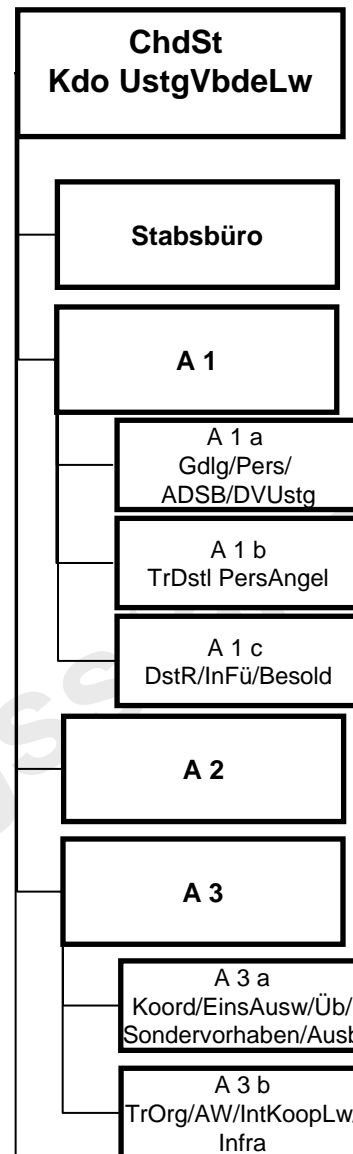 ChdSt
Kdo UstgVbdeLw
Stabsbüro
A 1
A 1 a
Gdlg/Pers/
ADSB/DVUstg
A 1 b
TrDstl PersAngel
A 1 c
DstR/InFü/Besold
A 2
A 3
A 3 a
Koord/EinsAusw/Üb/
Sondervorhaben/Ausb
A 3 b
TrOrg/AW/IntKoopLw/
Infra